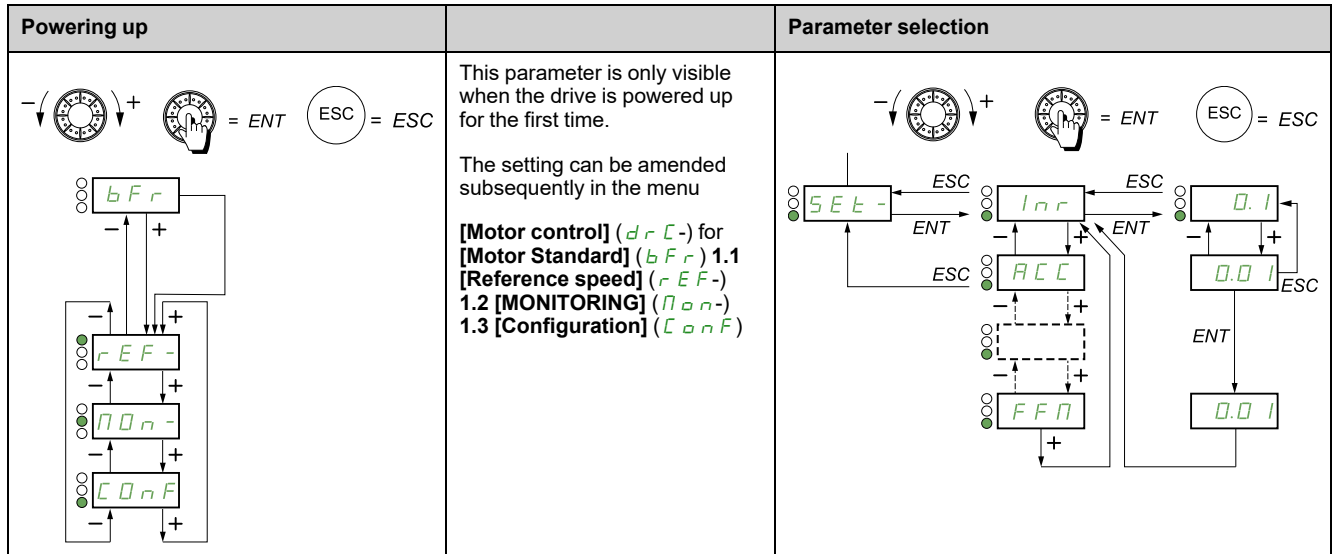 Powering up
Parameter selection
− + = ENT ESC = ESC
bFr
− +
− +
rEF -
− +
MOn -
− +
COnF
− +
This parameter is only visible
when the drive is powered up
for the first time.
The setting can be amended
subsequently in the menu
[Motor control] (drC-) for
[Motor Standard] (bFr) 1.1
[Reference speed] (rEF-)
1.2 [MONITORING] (Mon-)
1.3 [Configuration] (ConF)
− + = ENT ESC = ESC
SEt - ESC Inr ESC 0.1
ENT ENT
− + − +
ESC ACC 0.01 ESC
− +
ENT
− +
FFM 0.01
+